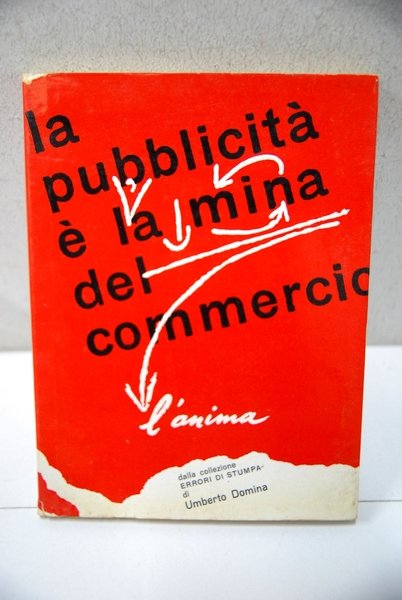 la
pubblicità
è la mina
del
commercio
l'anima
dalla collezione
ERRORI DI STUMPA
di
Umberto Domina